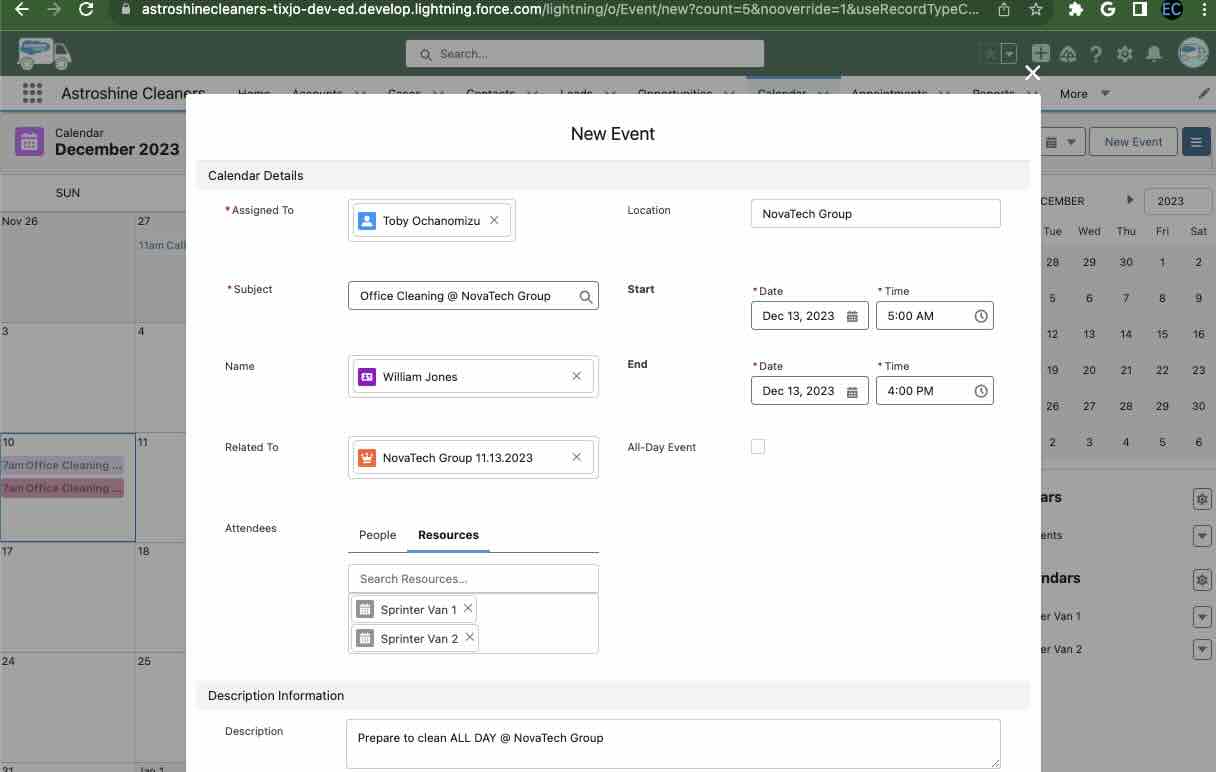 astroshinecleaners.lightning.force.com/lightning/o/Event/new?count=5&useRecordTypeC...
EC
Search...
Astroshine Cleaners
Home Accounts Cases Contacts Leads Opportunities Calendar Appointments Reports More
New Event
Calendar
December 2023
New Event
Calendar Details
SUN
*Assigned To
Toby Ochanomizu
Location
NovaTech Group
CEMBER
2023
Nov 26
27
Tue Wed Thu Fri Sat
11am Call
28 29 30 1 2
*Subject
Office Cleaning @ NovaTech Group
Start
*Date
*Time
5 6 7 8 9
Dec 13, 2023
5:00 AM
3
4
12 13 14 15 16
Name
William Jones
End
*Date
*Time
19 20 21 22 23
Dec 13, 2023
4:00 PM
26 27 28 29 30
10
11
Related To
NovaTech Group 11.13.2023
All-Day Event
2 3 4 5 6
7am Office Cleaning ...
7am Office Cleaning ...
ars
Attendees
People
Resources
ents
17
18
Search Resources...
ndars
Sprinter Van 1
er Van 1
Sprinter Van 2
er Van 2
24
25
Description Information
Description
Prepare to clean ALL DAY @ NovaTech Group
31
Jan 1